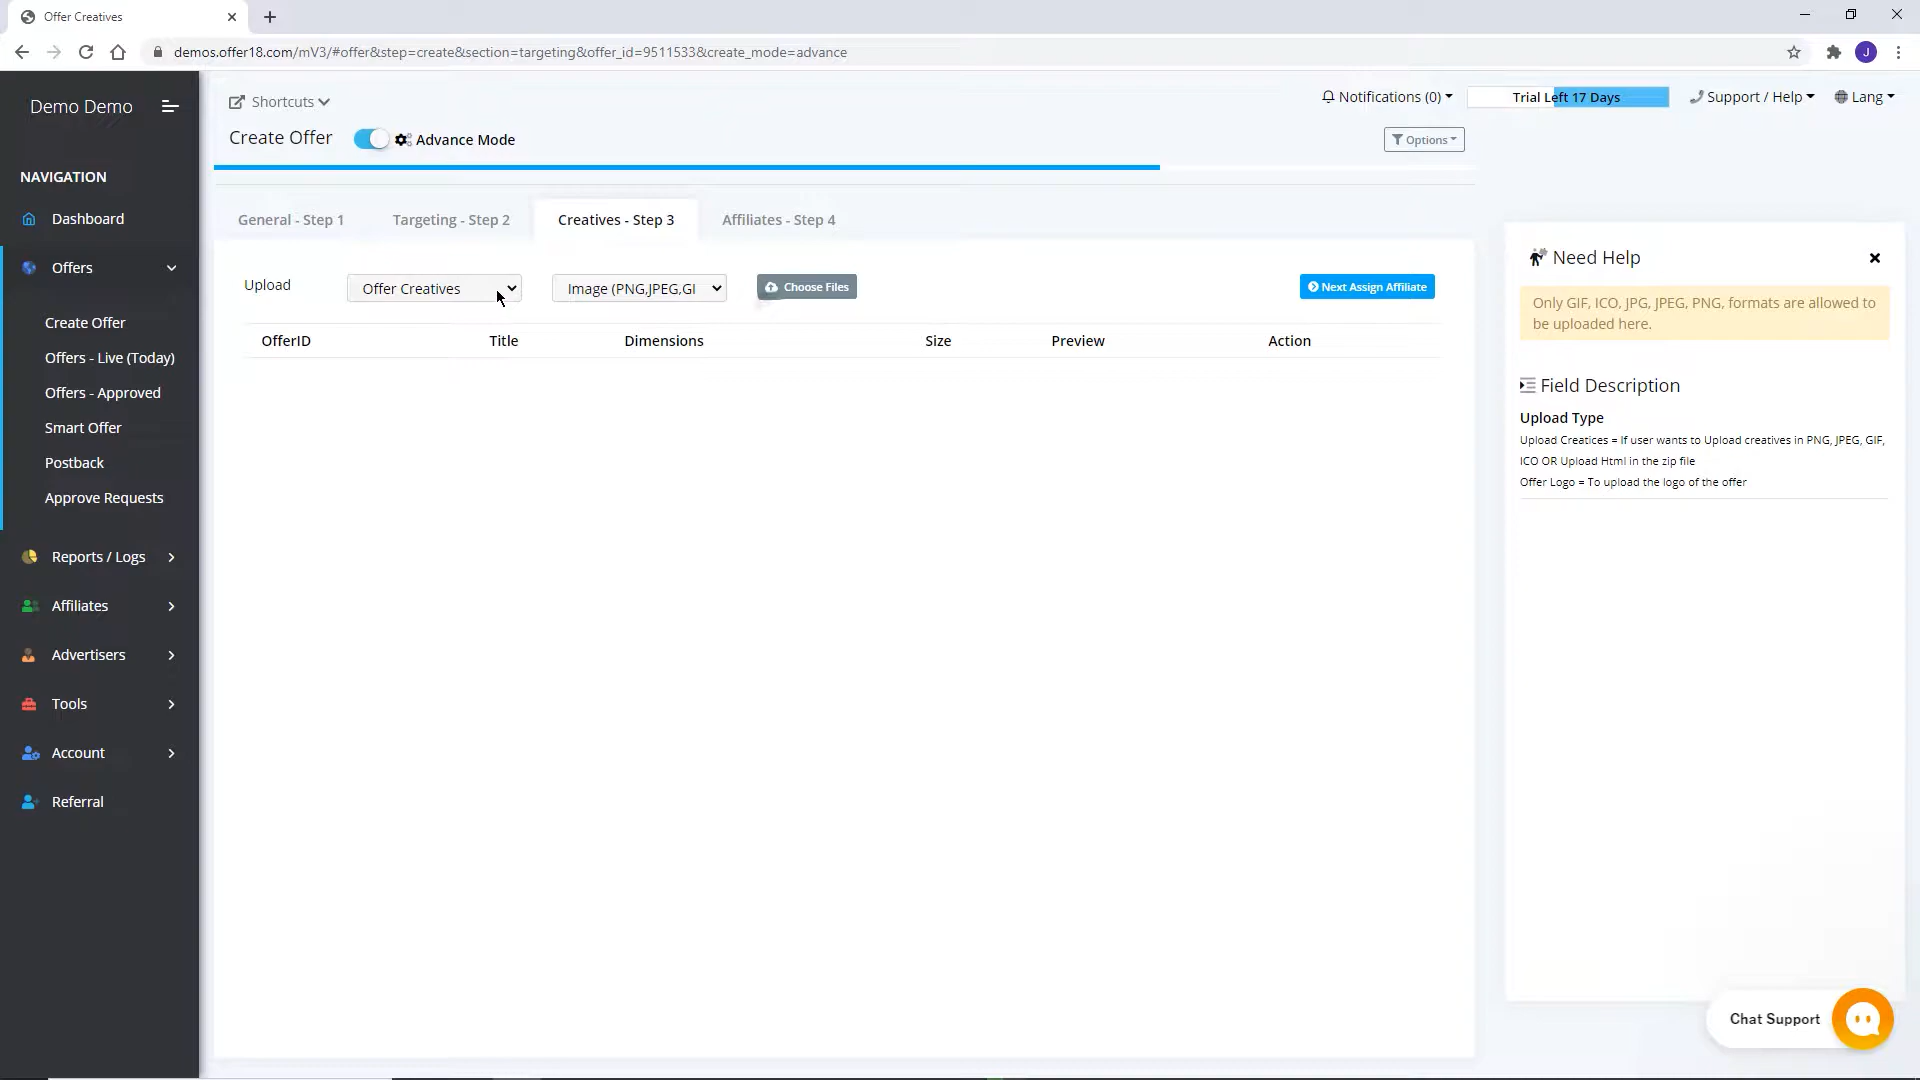 Offer Creatives
demos.offer18.com/mV3/#offer&step=create&section=targeting&offer_id=9511533&create_mode=advance
J
Demo Demo
Shortcuts
Notifications (0)
Trial Left 17 Days
Support / Help
Lang
Create Offer
Advance Mode
Options
NAVIGATION
Dashboard
Offers
Create Offer
Offers - Live (Today)
Offers - Approved
Smart Offer
Postback
Approve Requests
Reports / Logs
Affiliates
Advertisers
Tools
Account
Referral
General - Step 1
Targeting - Step 2
Creatives - Step 3
Affiliates - Step 4
Upload
Offer Creatives
Image (PNG,JPEG,GI
Choose Files
Next Assign Affiliate
OfferID
Title
Dimensions
Size
Preview
Action
Need Help
Only GIF, ICO, JPG, JPEG, PNG, formats are allowed to
be uploaded here.
Field Description
Upload Type
Upload Creatices = If user wants to Upload creatives in PNG, JPEG, GIF,
ICO OR Upload Html in the zip file
Offer Logo = To upload the logo of the offer
Chat Support